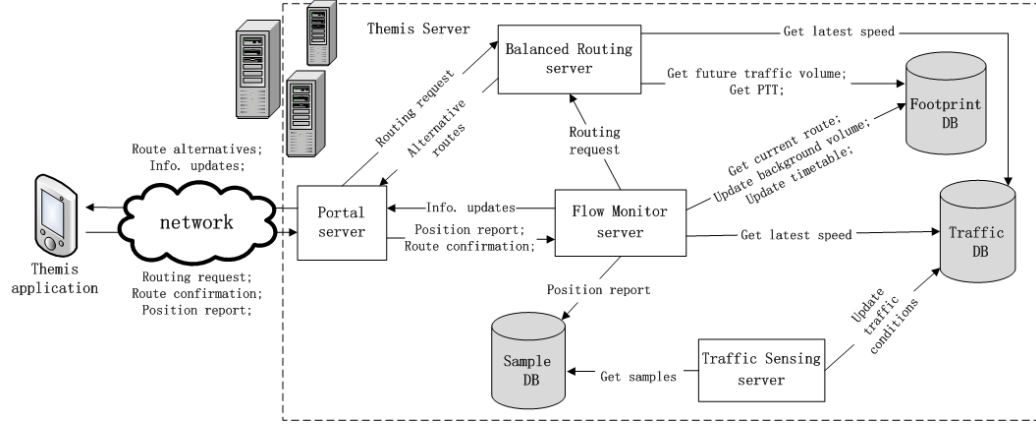 Themis Server
Balanced Routing
server
Get latest speed
Get future traffic volume;
Get PTT;
Footprint
DB
Routing request
Alternative
routes
Routing
request
Get current route;
Update background volume;
Update timetable;
Route alternatives;
Info. updates;
network
Themis
application
Routing request;
Route confirmation;
Position report;
Portal
server
Info. updates
Position report;
Route confirmation;
Flow Monitor
server
Get latest speed
Traffic
DB
Position report
Update
traffic
conditions
Sample
DB
Get samples
Traffic Sensing
server